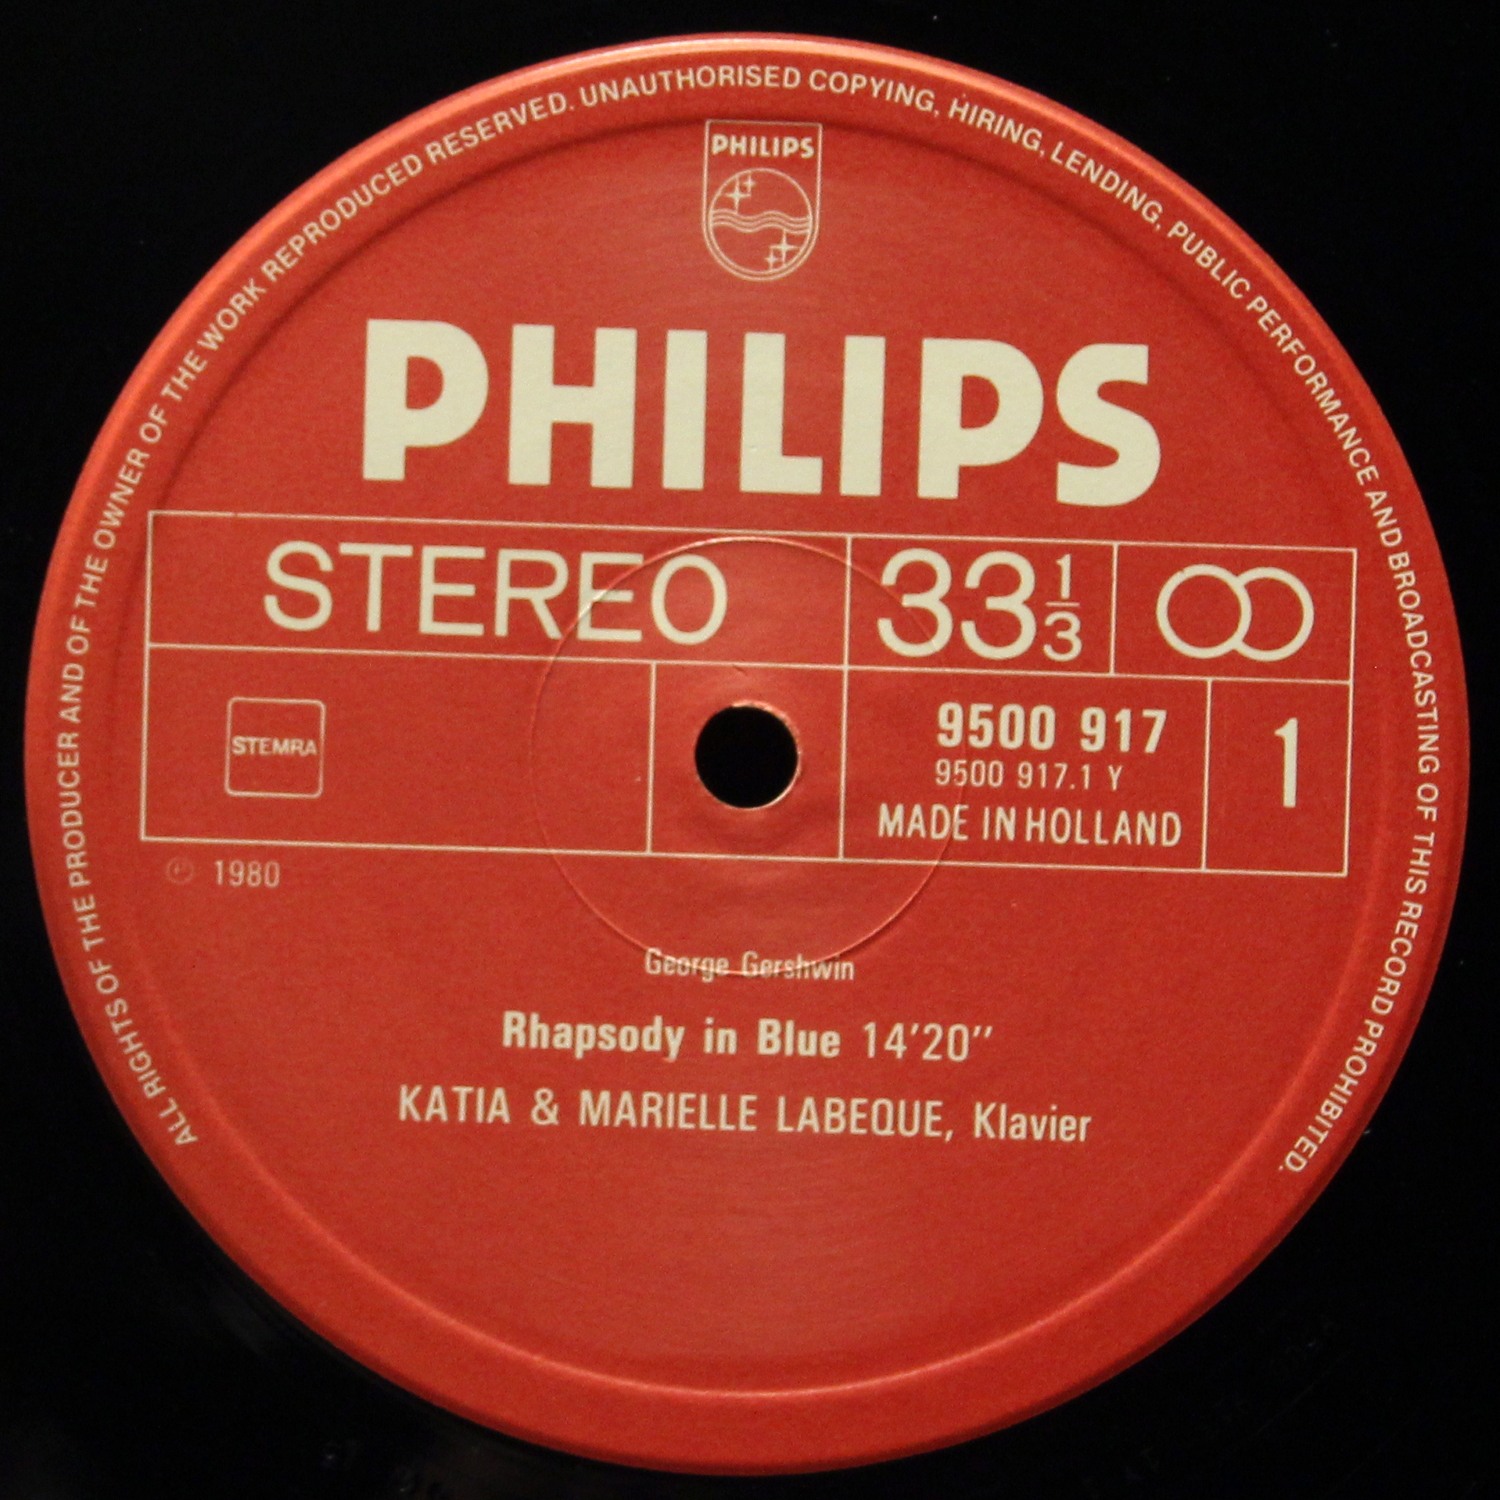 ALL RIGHTS OF THE PRODUCER AND OF THE OWNER OF THE WORK REPRODUCED RESERVED. UNAUTHORISED COPYING, HIRING, LENDING, PUBLIC PERFORMANCE AND BROADCASTING OF THIS RECORD PROHIBITED.
PHILIPS
PHILIPS
STEREO 33 1/3
STEMRA
9500 917
9500 917.1 Y
MADE IN HOLLAND
1
℗ 1980
George Gershwin
Rhapsody in Blue 14'20''
KATIA & MARIELLE LABEQUE, Klavier